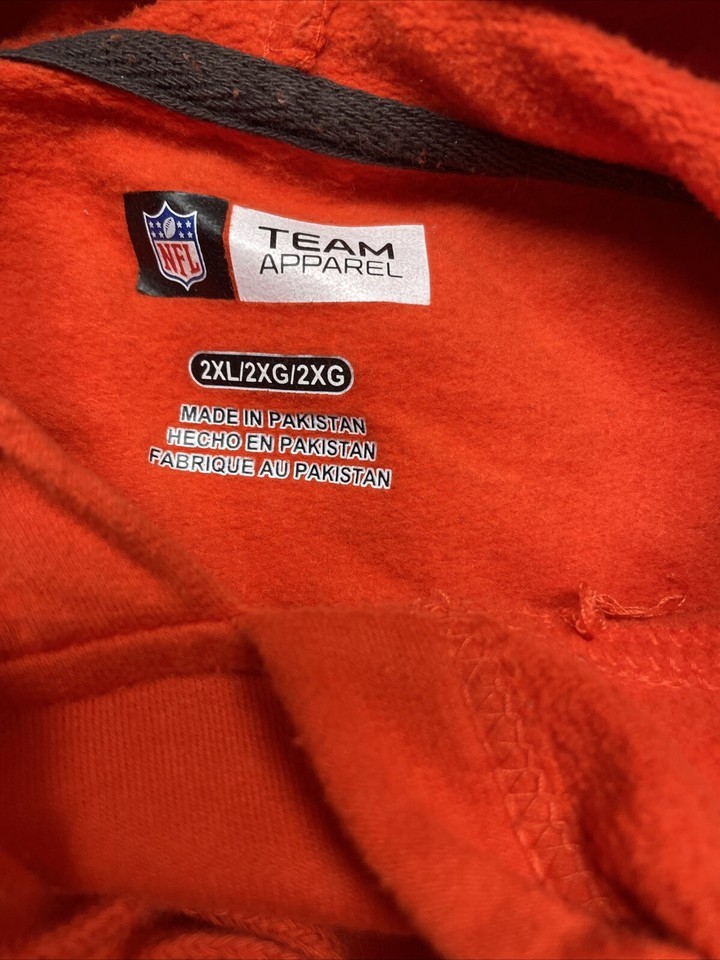 NFL
TEAM
APPAREL
2XL/2XG/2XG
MADE IN PAKISTAN
HECHO EN PAKISTAN
FABRIQUE AU PAKISTAN